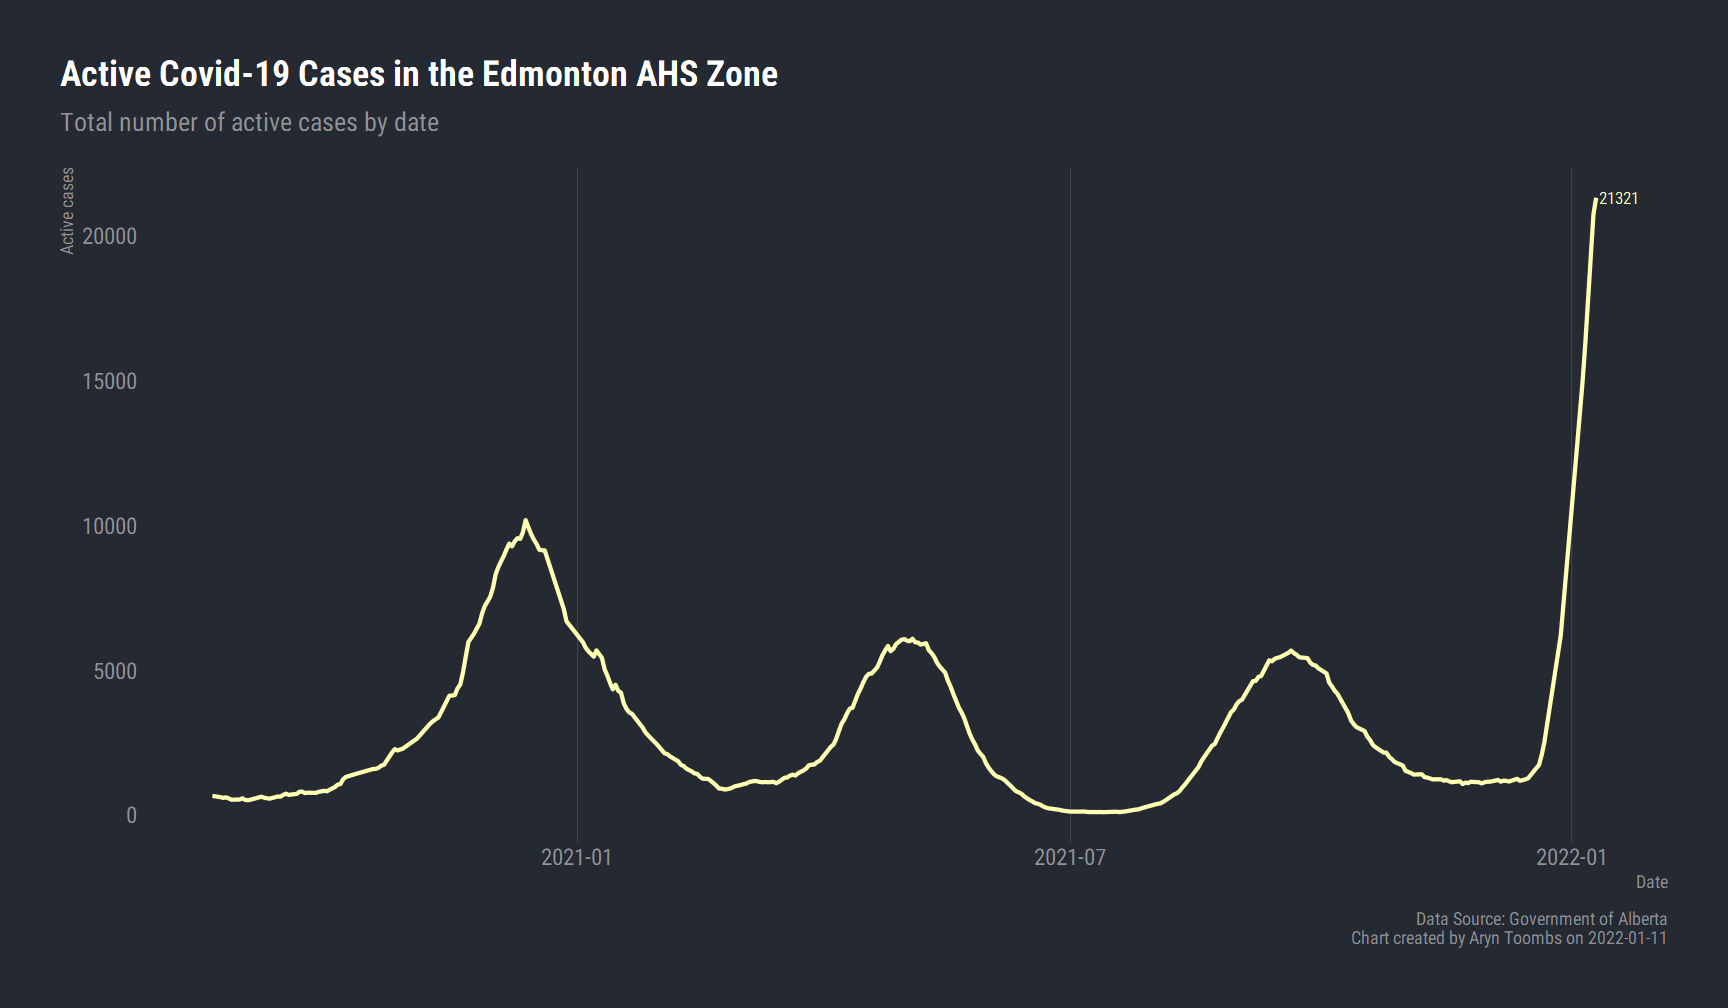 Active Covid-19 Cases in the Edmonton AHS Zone
Total number of active cases by date
Active cases
21321
20000
15000
10000
5000
0
2021-01
2021-07
2022-01
Date
Data Source: Government of Alberta
Chart created by Aryn Toombs on 2022-01-11